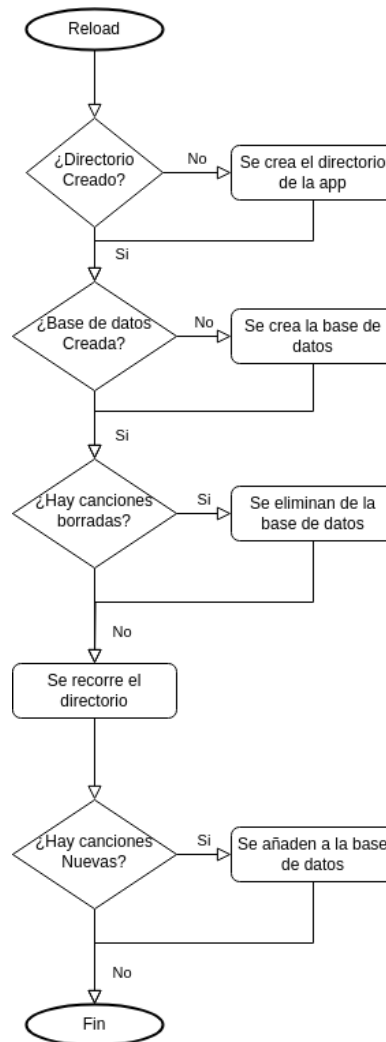 Reload
¿Directorio
Creado?
No
Se crea el directorio
de la app
Si
¿Base de datos
Creada?
No
Se crea la base de
datos
Si
¿Hay canciones
borradas?
Si
Se eliminan de la
base de datos
No
Se recorre el
directorio
¿Hay canciones
Nuevas?
Si
Se añaden a la base
de datos
No
Fin